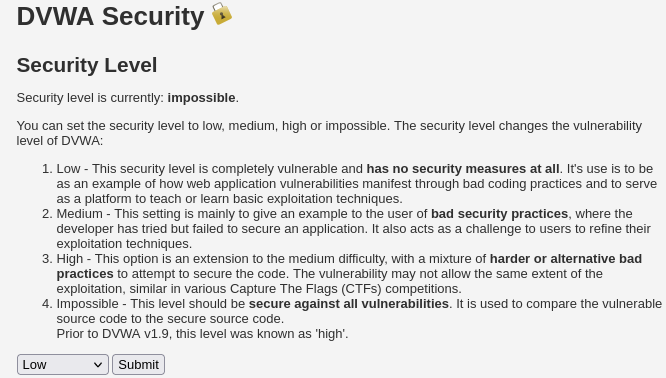 DVWA Security
Security Level
Security level is currently: impossible.
You can set the security level to low, medium, high or impossible. The security level changes the vulnerability
level of DVWA:
1. Low - This security level is completely vulnerable and has no security measures at all. It's use is to be
as an example of how web application vulnerabilities manifest through bad coding practices and to serve
as a platform to teach or learn basic exploitation techniques.
2. Medium - This setting is mainly to give an example to the user of bad security practices, where the
developer has tried but failed to secure an application. It also acts as a challenge to users to refine their
exploitation techniques.
3. High - This option is an extension to the medium difficulty, with a mixture of harder or alternative bad
practices to attempt to secure the code. The vulnerability may not allow the same extent of the
exploitation, similar in various Capture The Flags (CTFs) competitions.
4. Impossible - This level should be secure against all vulnerabilities. It is used to compare the vulnerable
source code to the secure source code.
Prior to DVWA v1.9, this level was known as 'high'.
Low Submit